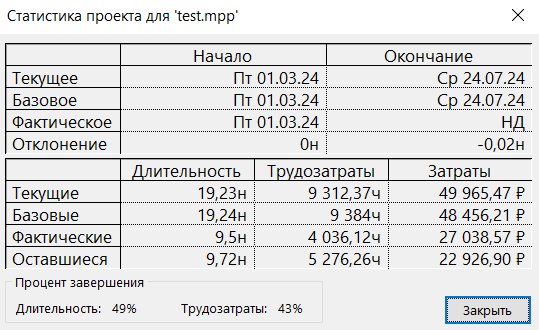 Статистика проекта для 'test.mpp'
Начало Окончание
Текущее Пт 01.03.24 Ср 24.07.24
Базовое Пт 01.03.24 Ср 24.07.24
Фактическое Пт 01.03.24 НД
Отклонение 0н -0,02н
Длительность Трудозатраты Затраты
Текущие 19,23н 9 312,37ч 49 965,47 ₽
Базовые 19,24н 9 384ч 48 456,21 ₽
Фактические 9,5н 4 036,12ч 27 038,57 ₽
Оставшиеся 9,72н 5 276,26ч 22 926,90 ₽
Процент завершения
Длительность: 49% Трудозатраты: 43%
Закрыть